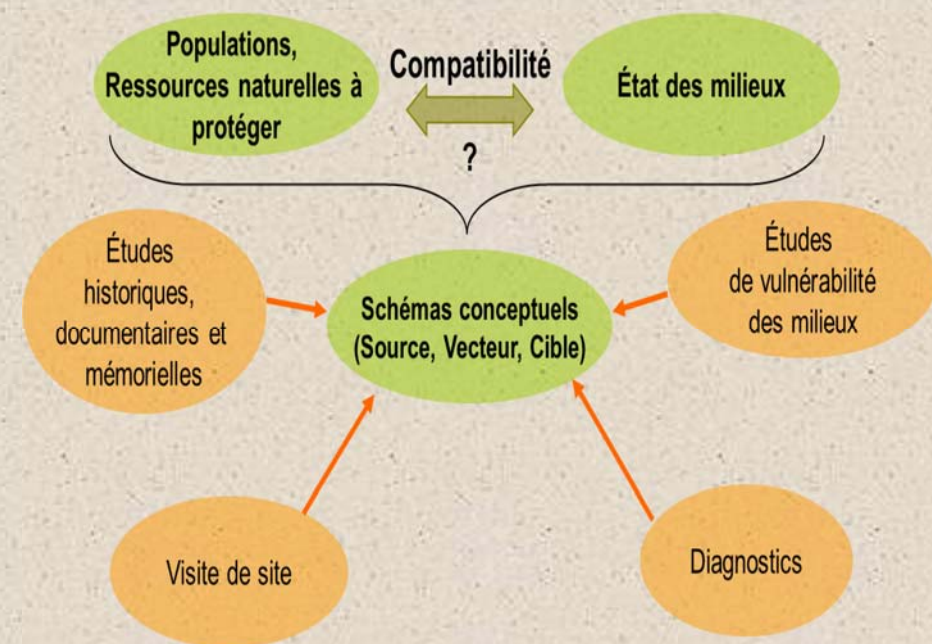 Populations,
Ressources naturelles à
protéger
Compatibilité
?
État des milieux
Études
historiques,
documentaires et
mémorielles
Schémas conceptuels
(Source, Vecteur, Cible)
Études
de vulnérabilité
des milieux
Visite de site
Diagnostics